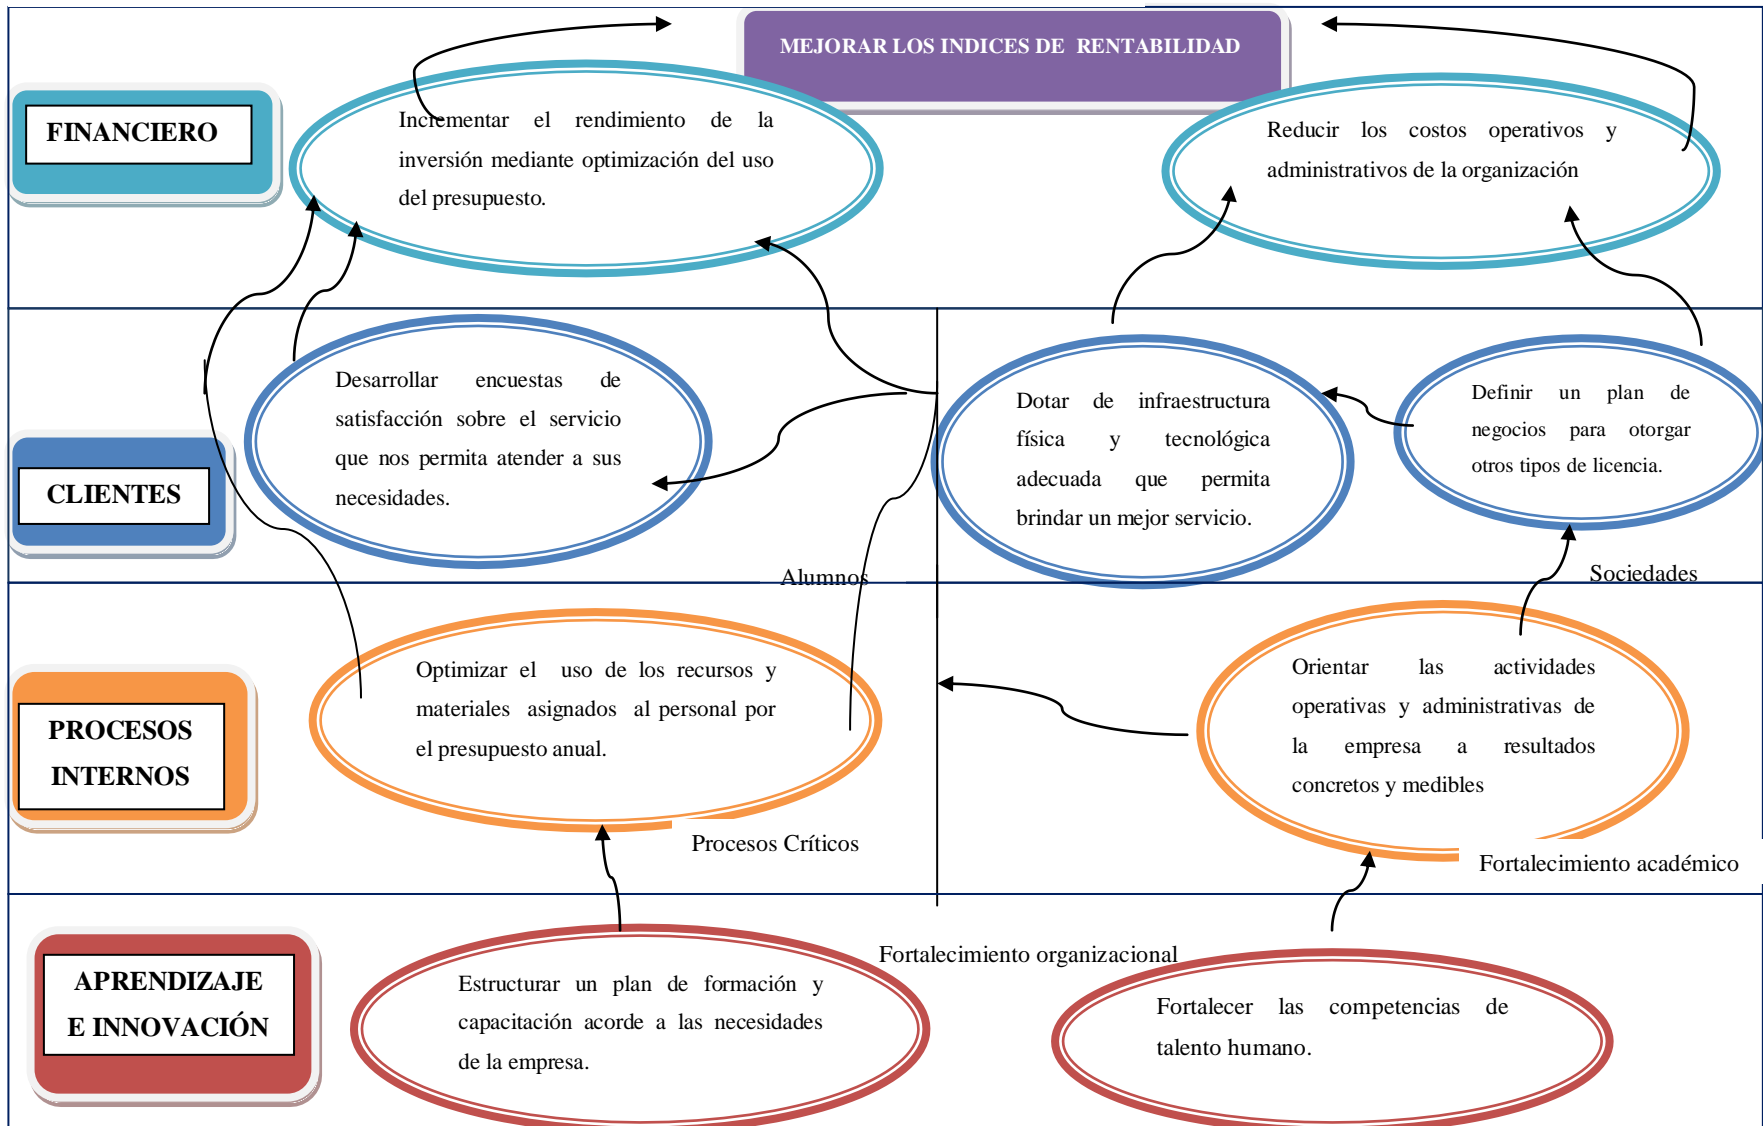 MEJORAR LOS INDICES DE RENTABILIDAD
FINANCIERO
Incrementar el rendimiento de la
inversión mediante optimización del uso
del presupuesto.
Reducir los costos operativos y
administrativos de la organización
CLIENTES
Desarrollar encuestas de
satisfacción sobre el servicio
que nos permita atender a sus
necesidades.
Alumnos
Dotar de infraestructura
física y tecnológica
adecuada que permita
brindar un mejor servicio.
Definir un plan de
negocios para otorgar
otros tipos de licencia.
Sociedades
PROCESOS
INTERNOS
Optimizar el uso de los recursos y
materiales asignados al personal por
el presupuesto anual.
Procesos Críticos
Orientar las actividades
operativas y administrativas de
la empresa a resultados
concretos y medibles
Fortalecimiento académico
APRENDIZAJE
E INNOVACIÓN
Estructurar un plan de formación y
capacitación acorde a las necesidades
de la empresa.
Fortalecimiento organizacional
Fortalecer las competencias de
talento humano.